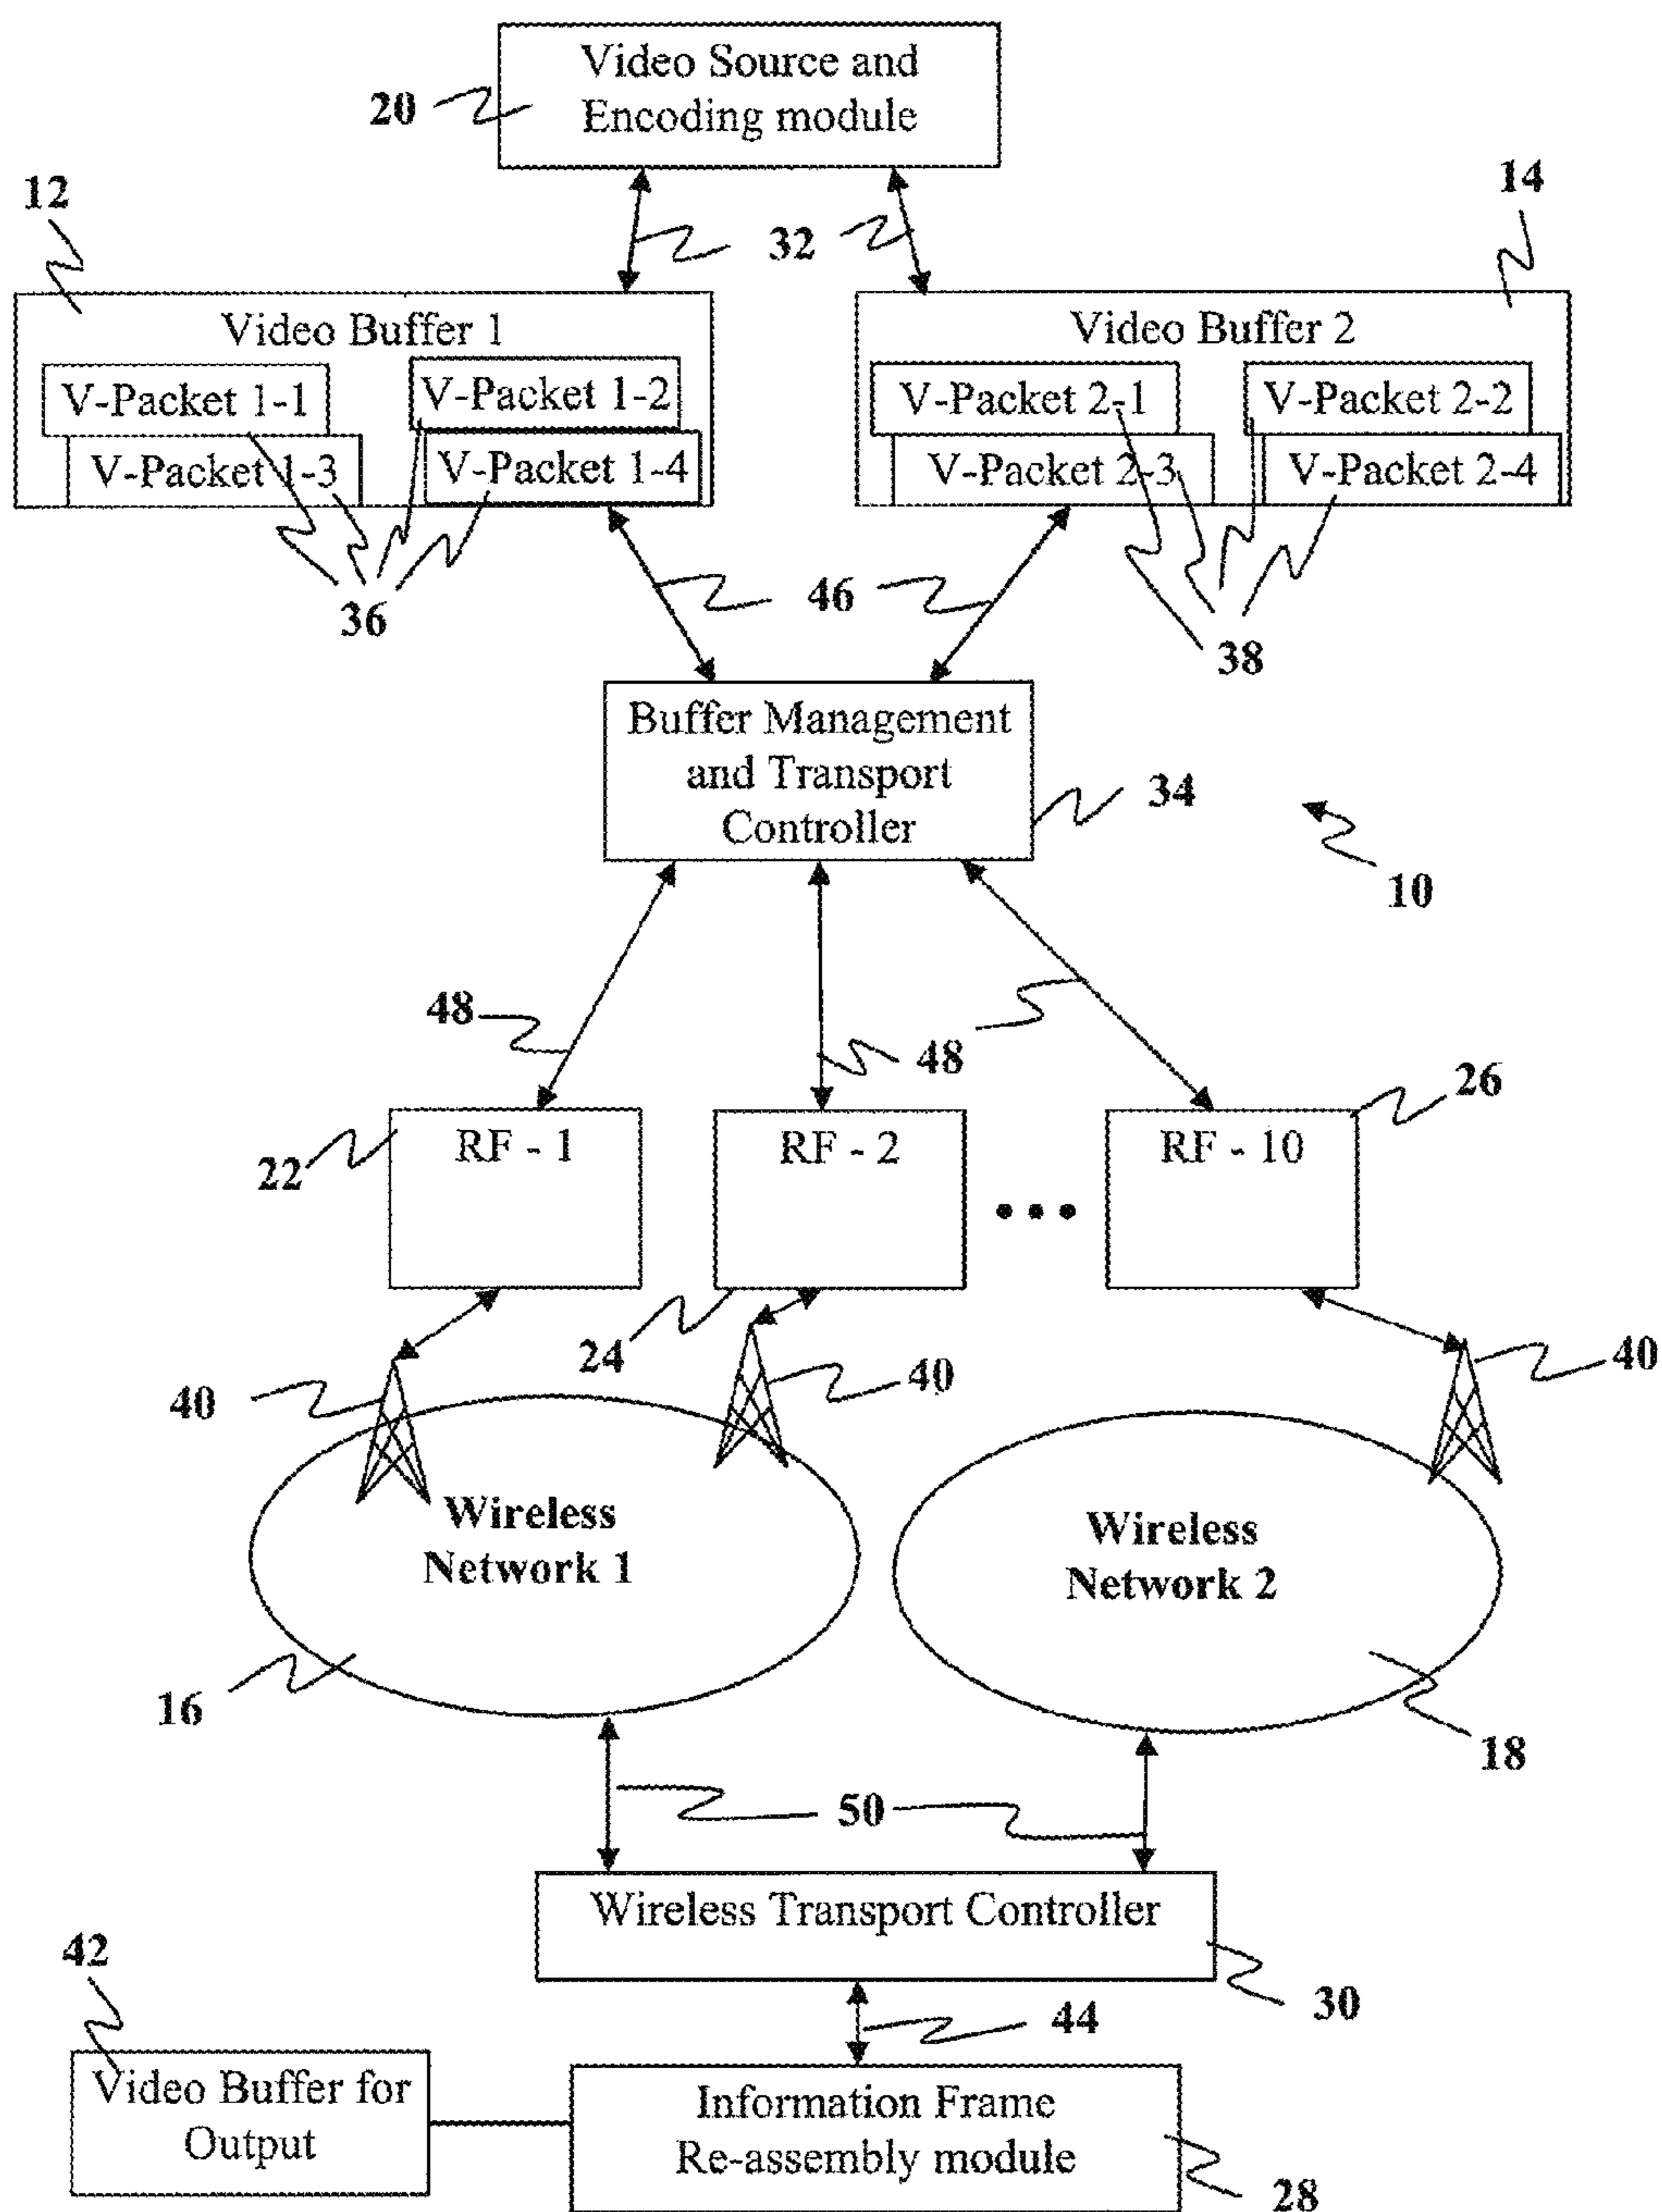 Video Source and
Encoding module
20
12
14
32
Video Buffer 1
Video Buffer 2
V-Packet 1-1
V-Packet 1-2
V-Packet 2-1
V-Packet 2-2
V-Packet 1-3
V-Packet 1-4
V-Packet 2-3
V-Packet 2-4
36
46
38
Buffer Management
and Transport
Controller
34
10
48
48
26
RF - 1
RF - 2
RF - 10
22
24
40
40
40
Wireless
Network 1
Wireless
Network 2
16
18
50
Wireless Transport Controller
42
30
44
Video Buffer for
Output
Information Frame
Re-assembly module
28